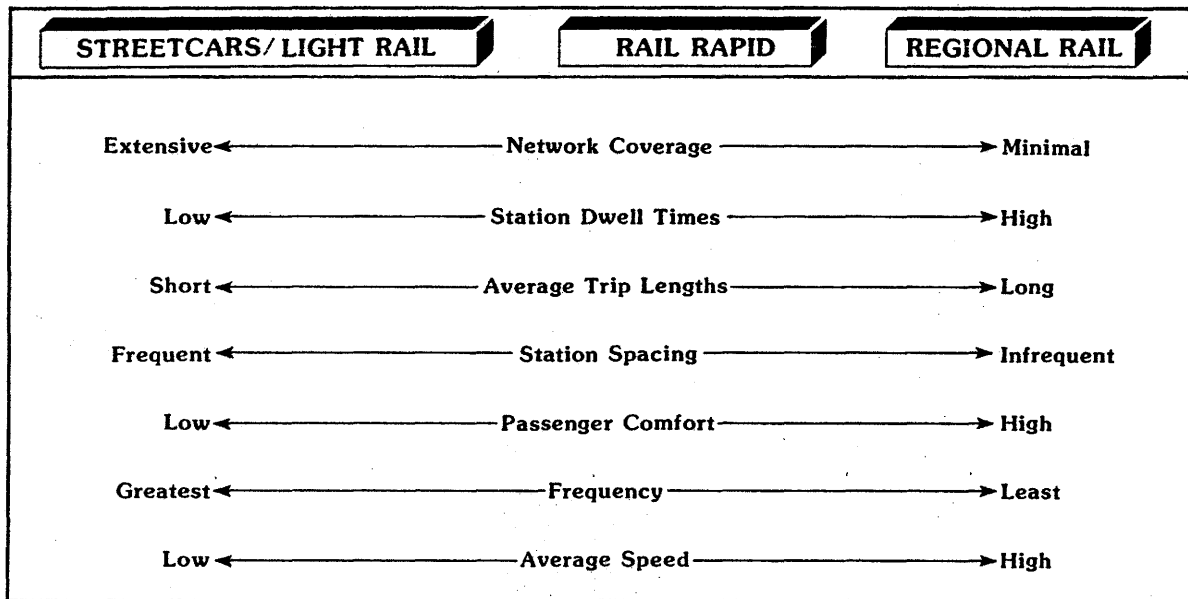 STREETCARS/LIGHT RAIL RAIL RAPID REGIONAL RAIL
Extensive Network Coverage Minimal
Low Station Dwell Times High
Short Average Trip Lengths Long
Frequent Station Spacing Infrequent
Low Passenger Comfort High
Greatest Frequency Least
Low Average Speed High